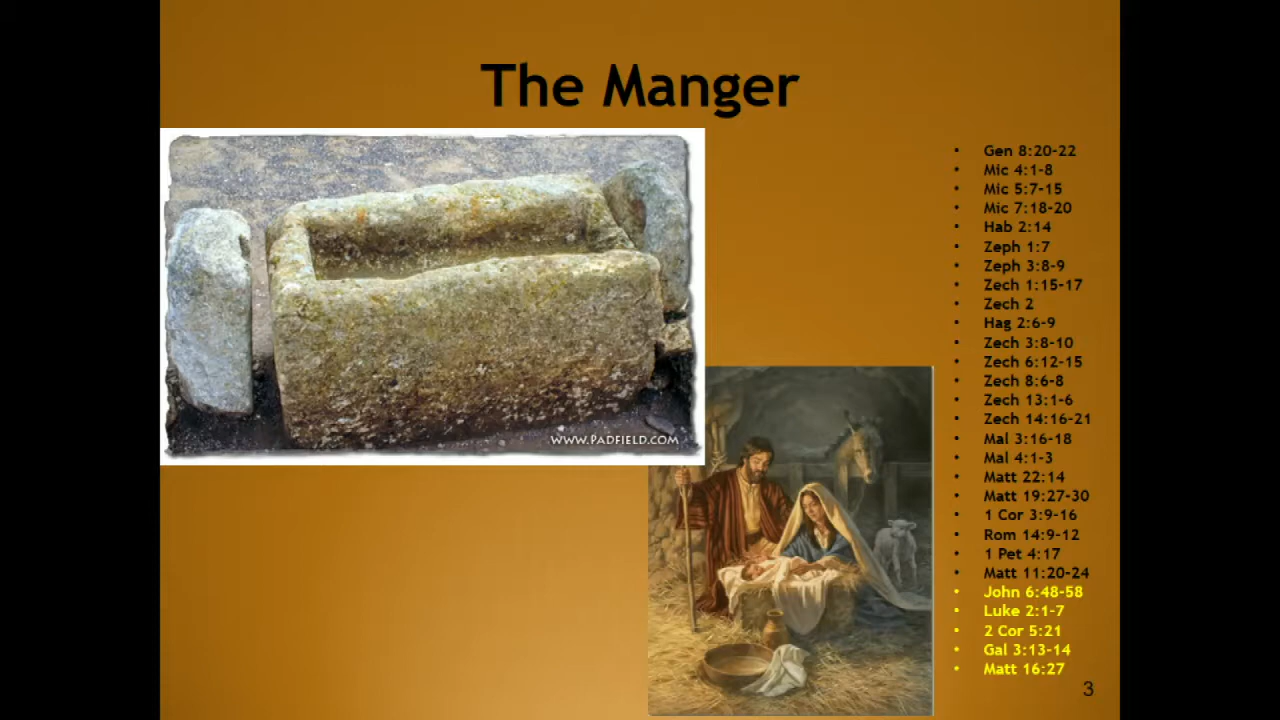 The Manger
www.Padfield.com
• Gen 8:20-22
• Mic 4:1-8
• Mic 5:7-15
• Mic 7:18-20
• Hab 2:14
• Zeph 1:7
• Zeph 3:8-9
• Zech 1:15-17
• Zech 2
• Hag 2:6-9
• Zech 3:8-10
• Zech 6:12-15
• Zech 8:6-8
• Zech 13:1-6
• Zech 14:16-21
• Mal 3:16-18
• Mal 4:1-3
• Matt 22:14
• Matt 19:27-30
• 1 Cor 3:9-16
• Rom 14:9-12
• 1 Pet 4:17
• Matt 11:20-24
• John 6:48-58
• Luke 2:1-7
• 2 Cor 5:21
• Gal 3:13-14
• Matt 16:27
3